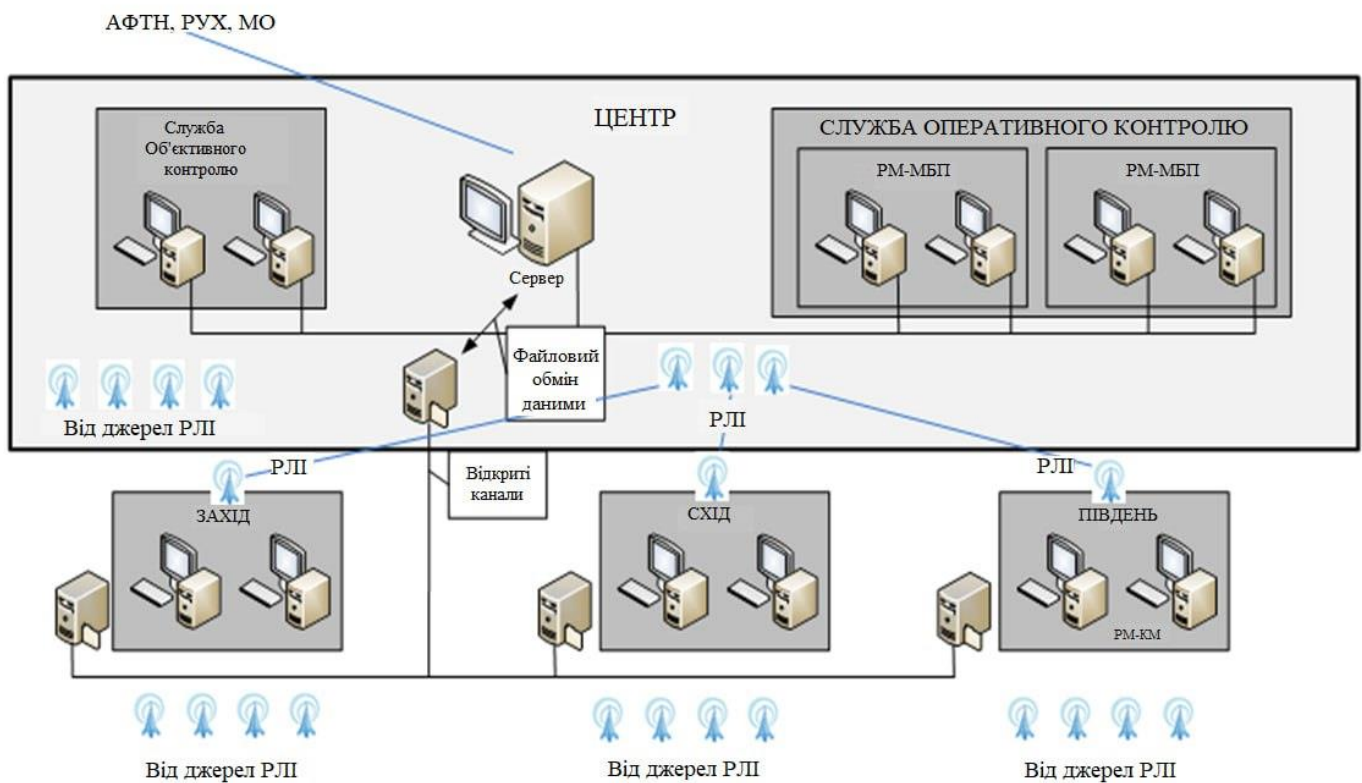 АФТН, РУХ, МО
ЦЕНТР
Служба
Об'єктивного
контролю
СЛУЖБА ОПЕРАТИВНОГО КОНТРОЛЮ
РМ-МБП
РМ-МБП
Сервер
Файловий
обмін
даними
Від джерел РЛІ
РЛІ
РЛІ
РЛІ
Відкриті
канали
ЗАХІД
СХІД
ПІВДЕНЬ
РМ-КМ
Від джерел РЛІ
Від джерел РЛІ
Від джерел РЛІ